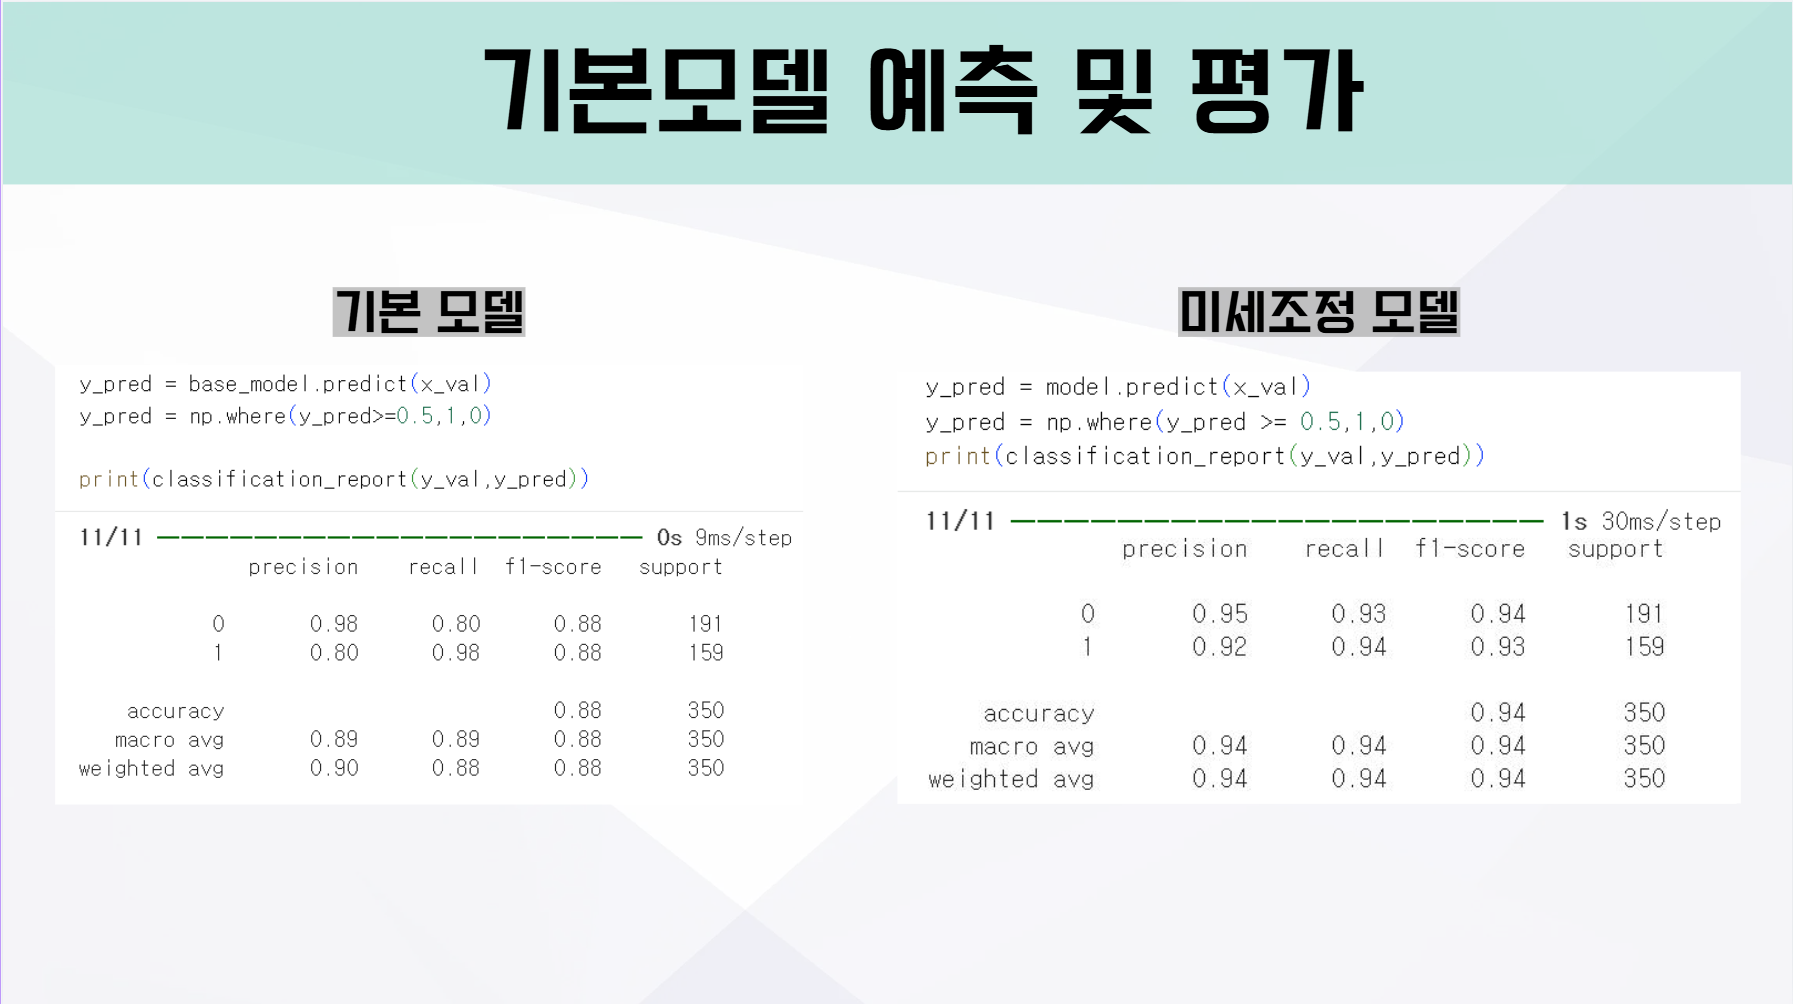 기본모델 예측 및 평가
기본 모델
y_pred = base_model.predict(x_val)
y_pred = np.where(y_pred>=0.5,1,0)
print(classification_report(y_val,y_pred))
11/11 ━━━━━━━━━━━━━━━━━━━━ 0s 9ms/step
precision recall f1-score support
0 0.98 0.80 0.88 191
1 0.80 0.98 0.88 159
accuracy 0.88 350
macro avg 0.89 0.89 0.88 350
weighted avg 0.90 0.88 0.88 350
미세조정 모델
y_pred = model.predict(x_val)
y_pred = np.where(y_pred >= 0.5,1,0)
print(classification_report(y_val,y_pred))
11/11 ━━━━━━━━━━━━━━━━━━━━ 1s 30ms/step
precision recall f1-score support
0 0.95 0.93 0.94 191
1 0.92 0.94 0.93 159
accuracy 0.94 350
macro avg 0.94 0.94 0.94 350
weighted avg 0.94 0.94 0.94 350